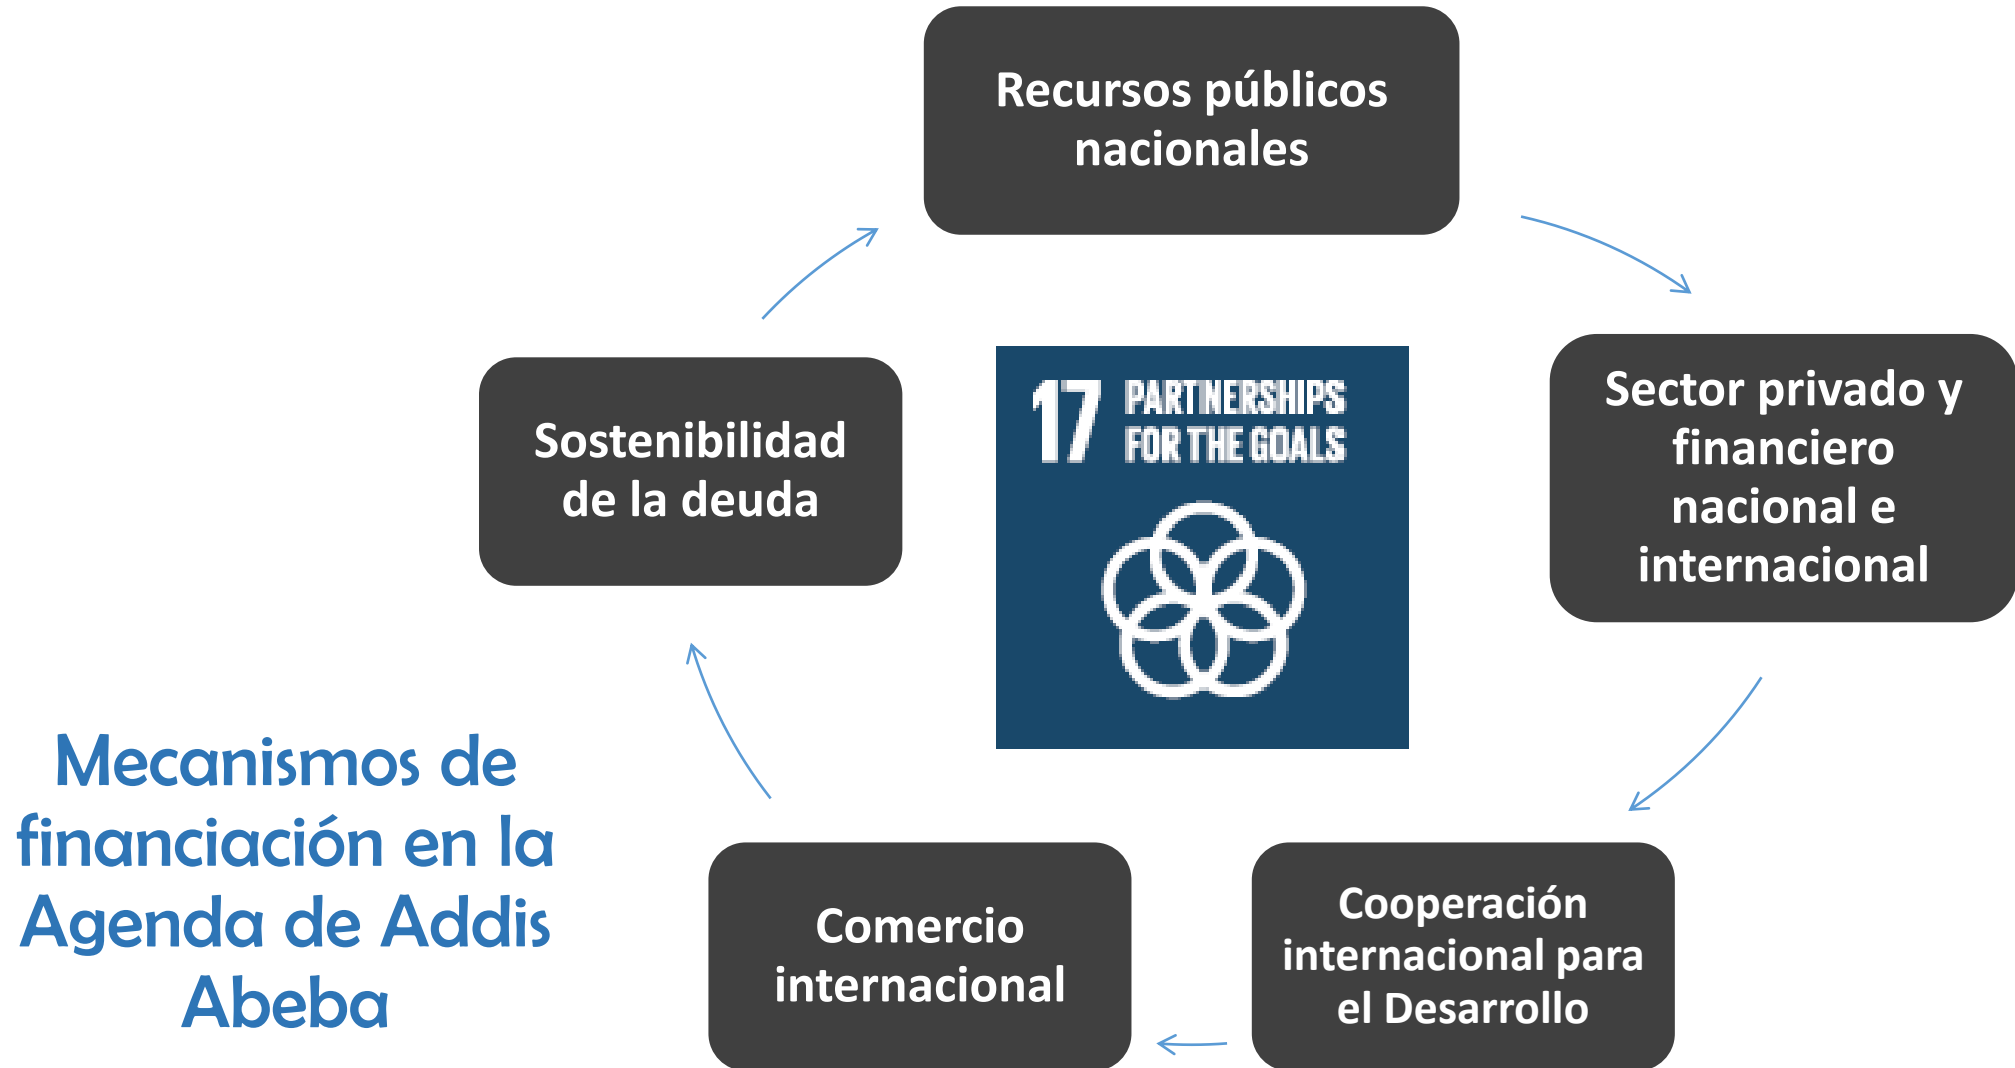 Recursos públicos
nacionales
Sector privado y
financiero
nacional e
internacional
Cooperación
internacional para
el Desarrollo
Comercio
internacional
Sostenibilidad
de la deuda
17 PARTNERSHIPS
FOR THE GOALS
Mecanismos de
financiación en la
Agenda de Addis
Abeba